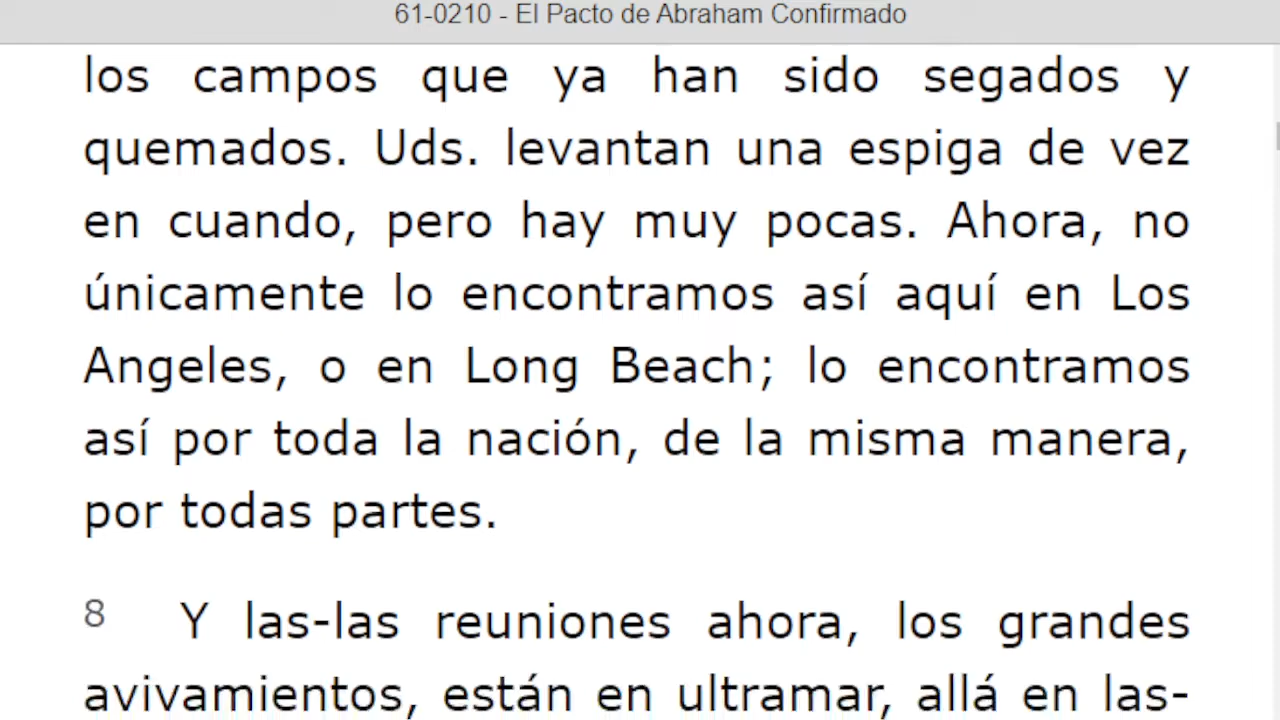 61-0210 - El Pacto de Abraham Confirmado
los campos que ya han sido segados y
quemados. Uds. levantan una espiga de vez
en cuando, pero hay muy pocas. Ahora, no
únicamente lo encontramos así aquí en Los
Angeles, o en Long Beach; lo encontramos
así por toda la nación, de la misma manera,
por todas partes.
8 Y las-las reuniones ahora, los grandes
avivamientos, están en ultramar, allá en las-